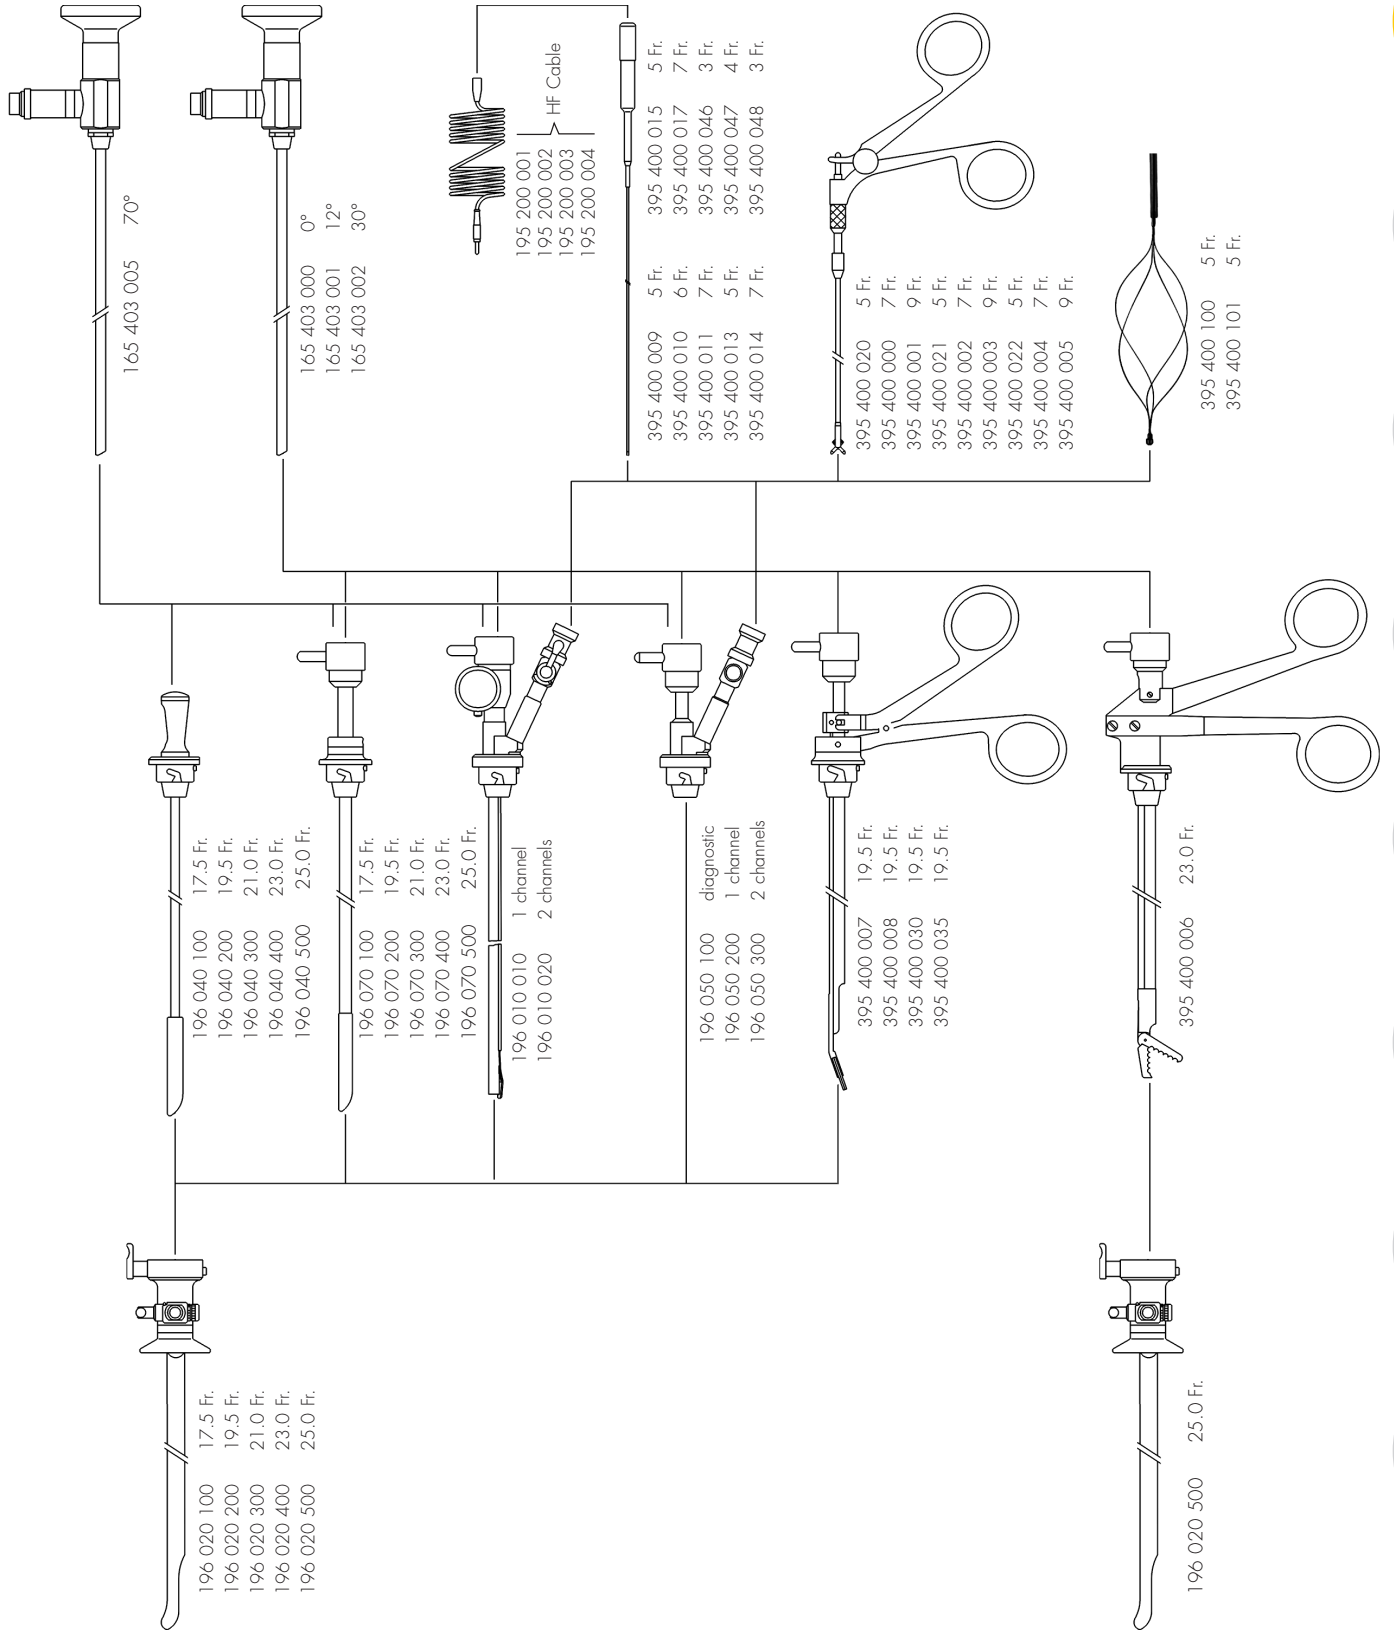 165 403 005 70°
165 403 000 0°
165 403 001 12°
165 403 002 30°
HF Cable
195 200 001
195 200 002
195 200 003
195 200 004
395 400 015 5 Fr.
395 400 017 7 Fr.
395 400 046 3 Fr.
395 400 047 4 Fr.
395 400 048 3 Fr.
395 400 009 5 Fr.
395 400 010 6 Fr.
395 400 011 7 Fr.
395 400 013 5 Fr.
395 400 014 7 Fr.
395 400 020 5 Fr.
395 400 000 7 Fr.
395 400 001 9 Fr.
395 400 021 5 Fr.
395 400 002 7 Fr.
395 400 003 9 Fr.
395 400 022 5 Fr.
395 400 004 7 Fr.
395 400 005 9 Fr.
395 400 100 5 Fr.
395 400 101 5 Fr.
196 040 100 17.5 Fr.
196 040 200 19.5 Fr.
196 040 300 21.0 Fr.
196 040 400 23.0 Fr.
196 040 500 25.0 Fr.
196 070 100 17.5 Fr.
196 070 200 19.5 Fr.
196 070 300 21.0 Fr.
196 070 400 23.0 Fr.
196 070 500 25.0 Fr.
196 010 010 1 channel
196 010 020 2 channels
196 050 100 diagnostic
196 050 200 1 channel
196 050 300 2 channels
395 400 007 19.5 Fr.
395 400 008 19.5 Fr.
395 400 030 19.5 Fr.
395 400 035 19.5 Fr.
395 400 006 23.0 Fr.
196 020 100 17.5 Fr.
196 020 200 19.5 Fr.
196 020 300 21.0 Fr.
196 020 400 23.0 Fr.
196 020 500 25.0 Fr.
196 020 500 25.0 Fr.